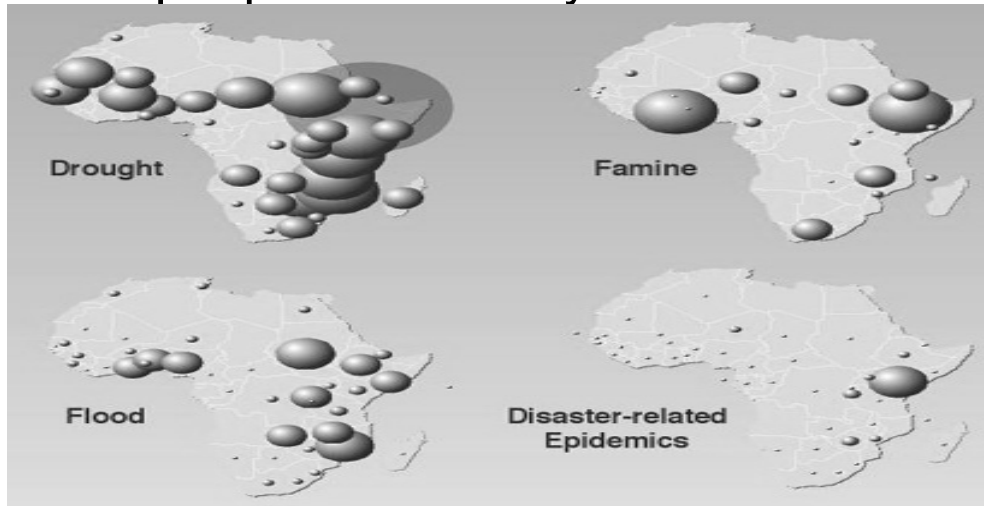 Drought
Famine
Flood
Disaster-related
Epidemics